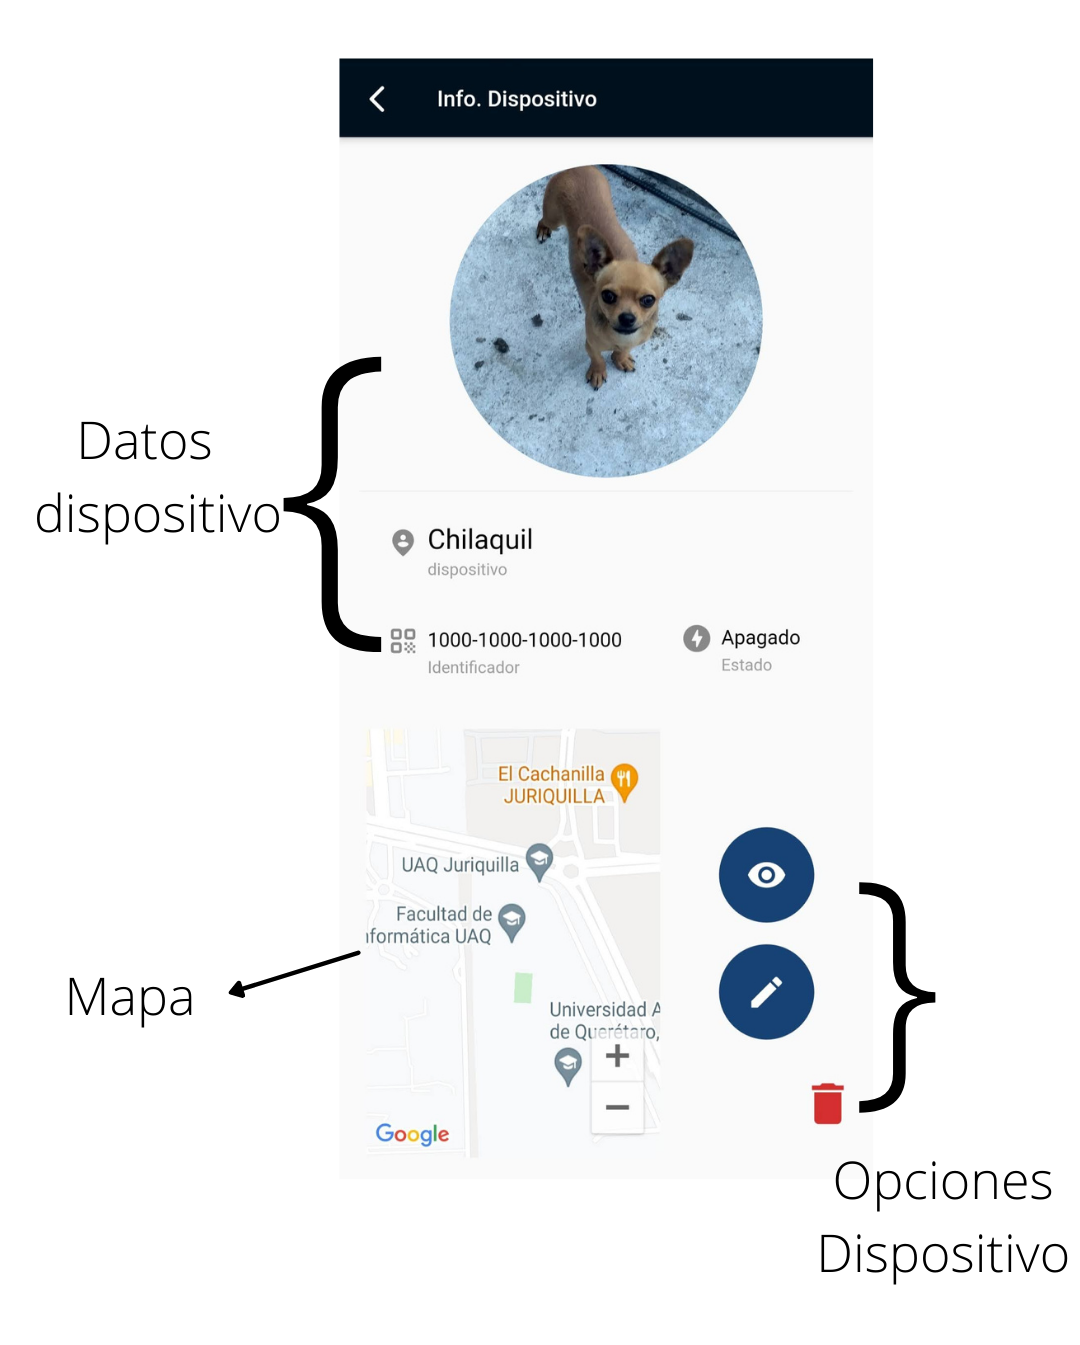 Info. Dispositivo
Datos
dispositivo
Chilaquil
dispositivo
1000-1000-1000-1000
Identificador
Apagado
Estado
El Cachanilla
JURIQUILLA
UAQ Juriquilla
Facultad de
nformática UAQ
Universidad A
de Querétaro,
+
−
Google
Mapa
Opciones
Dispositivo